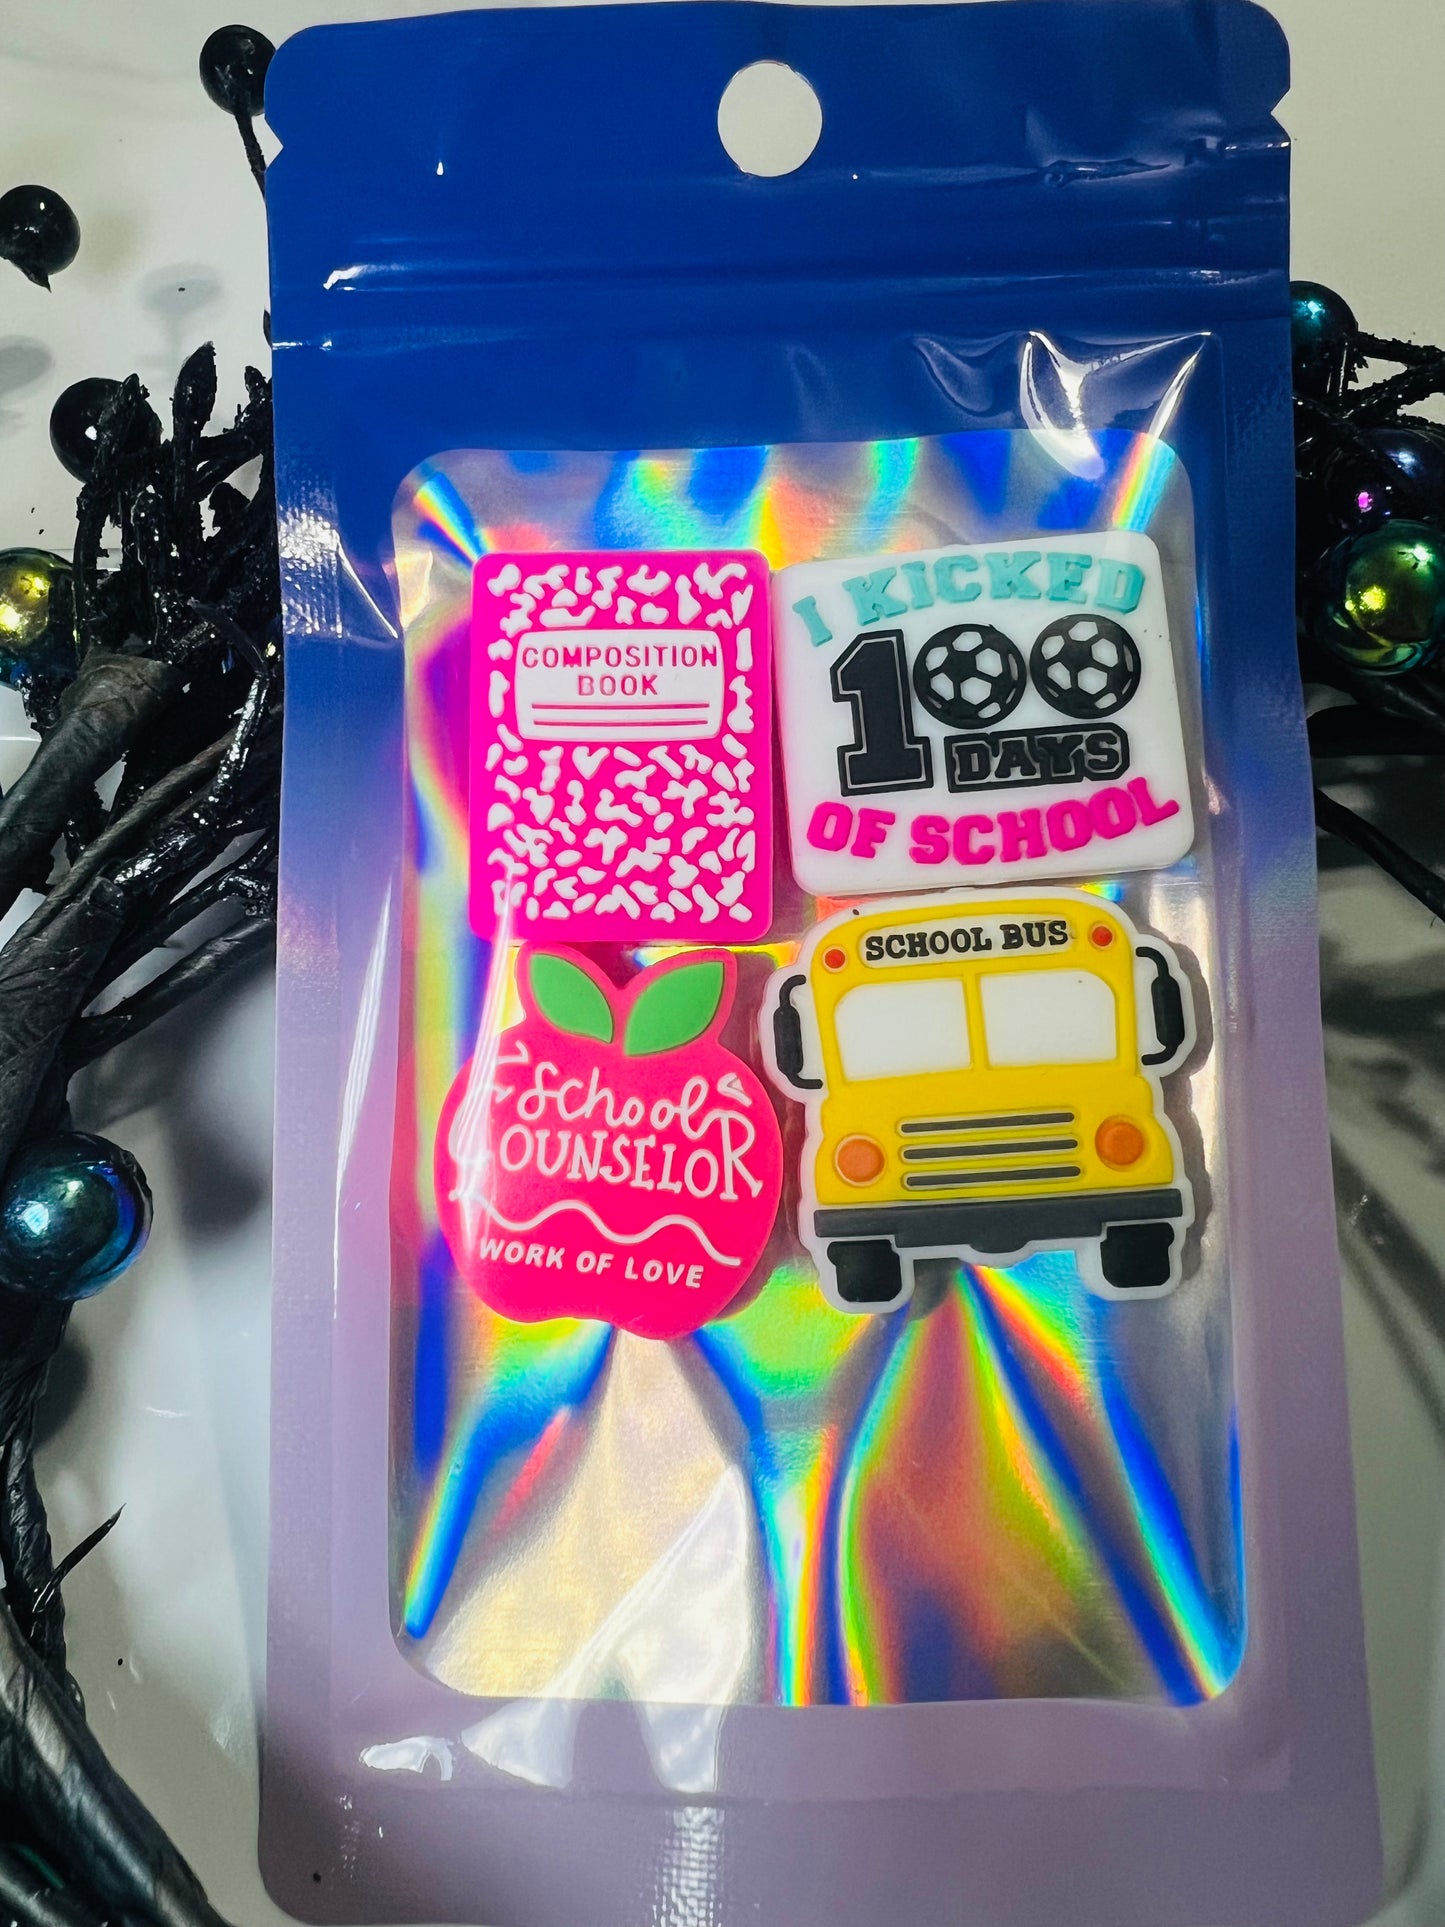 COMPOSITION
BOOK
I KICKED
100
DAYS
OF SCHOOL
SCHOOL BUS
School
COUNSELOR
WORK OF LOVE